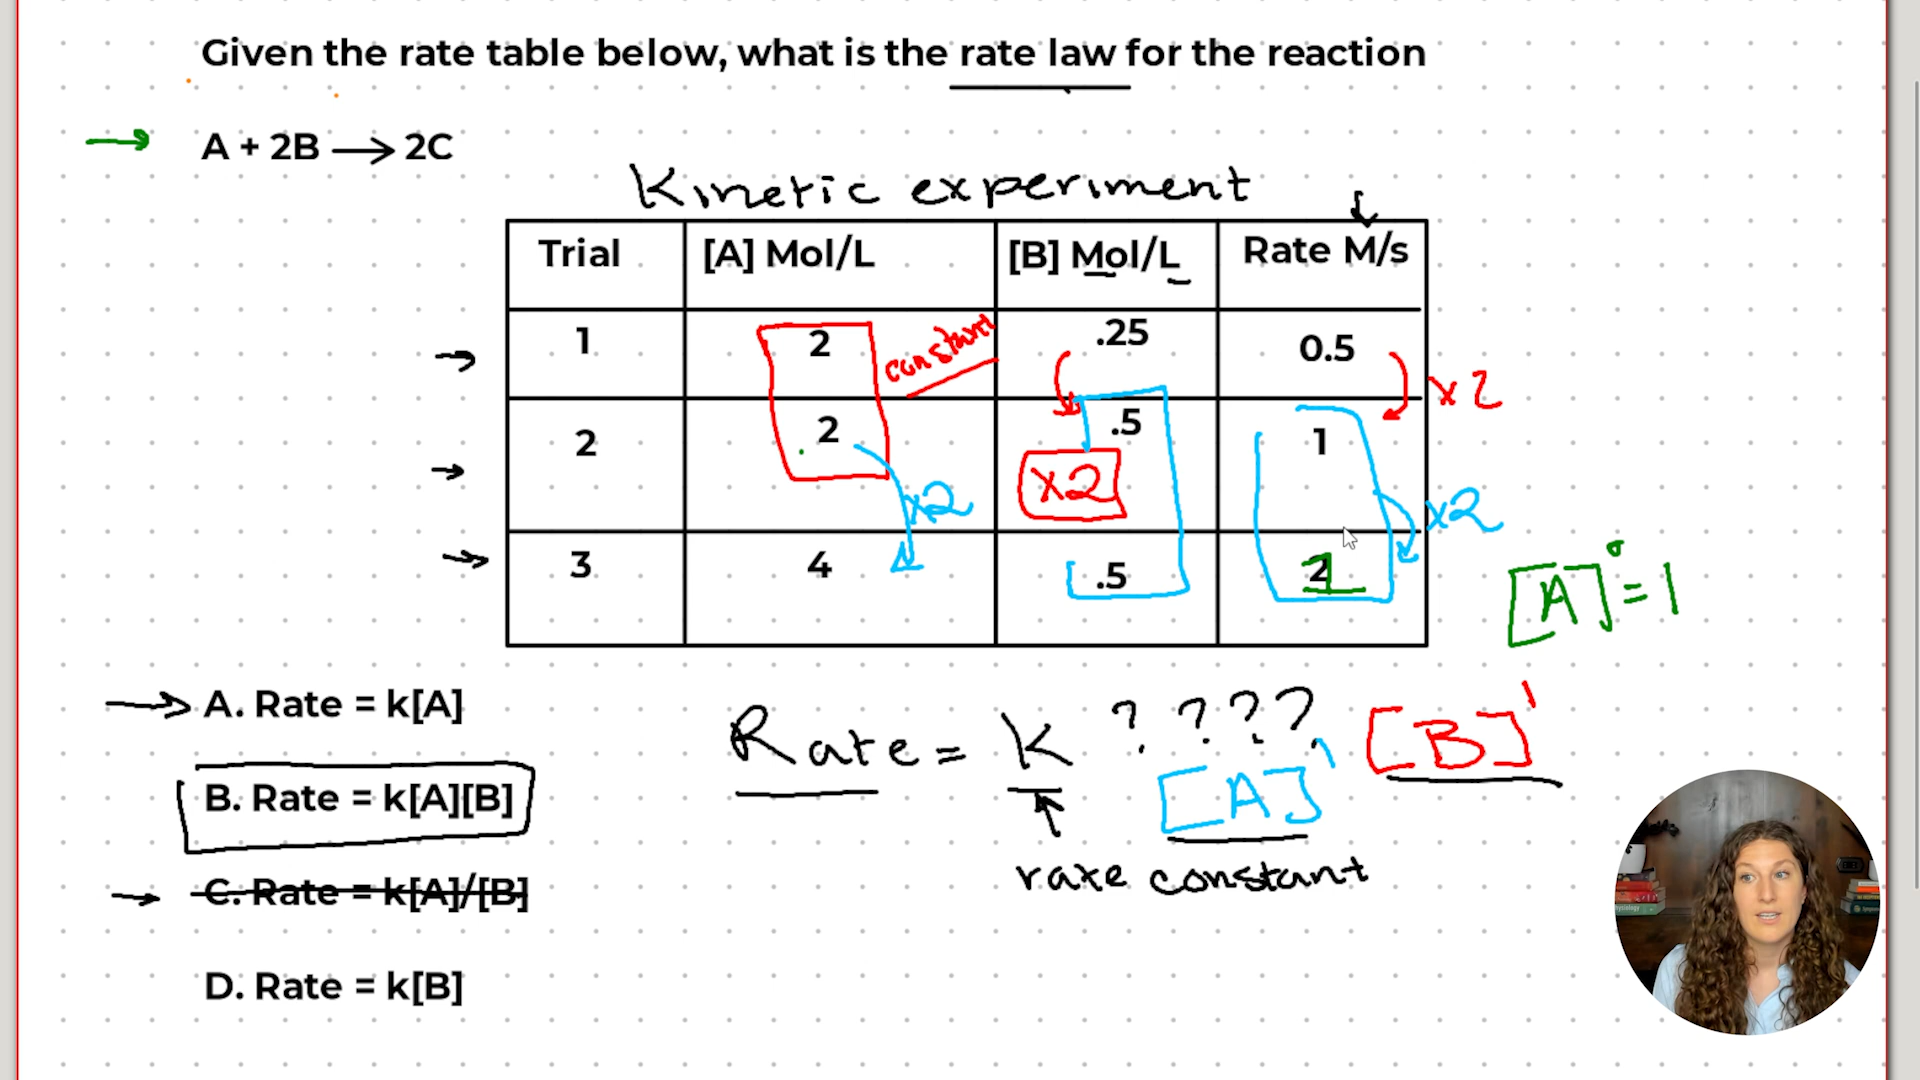 Given the rate table below, what is the rate law for the reaction
A + 2B → 2C
Kinetic experiment
Trial [A] Mol/L [B] Mol/L Rate M/s
1 2 constant .25 0.5 x2
2 2 x2 .5 x2 1 x2
3 4 .5 2 1
[A]° = 1
A. Rate = k[A]
Rate = K ? ? ? ? [A]¹ [B]¹
B. Rate = k[A][B]
rate constant
C. Rate = k[A]/[B]
D. Rate = k[B]